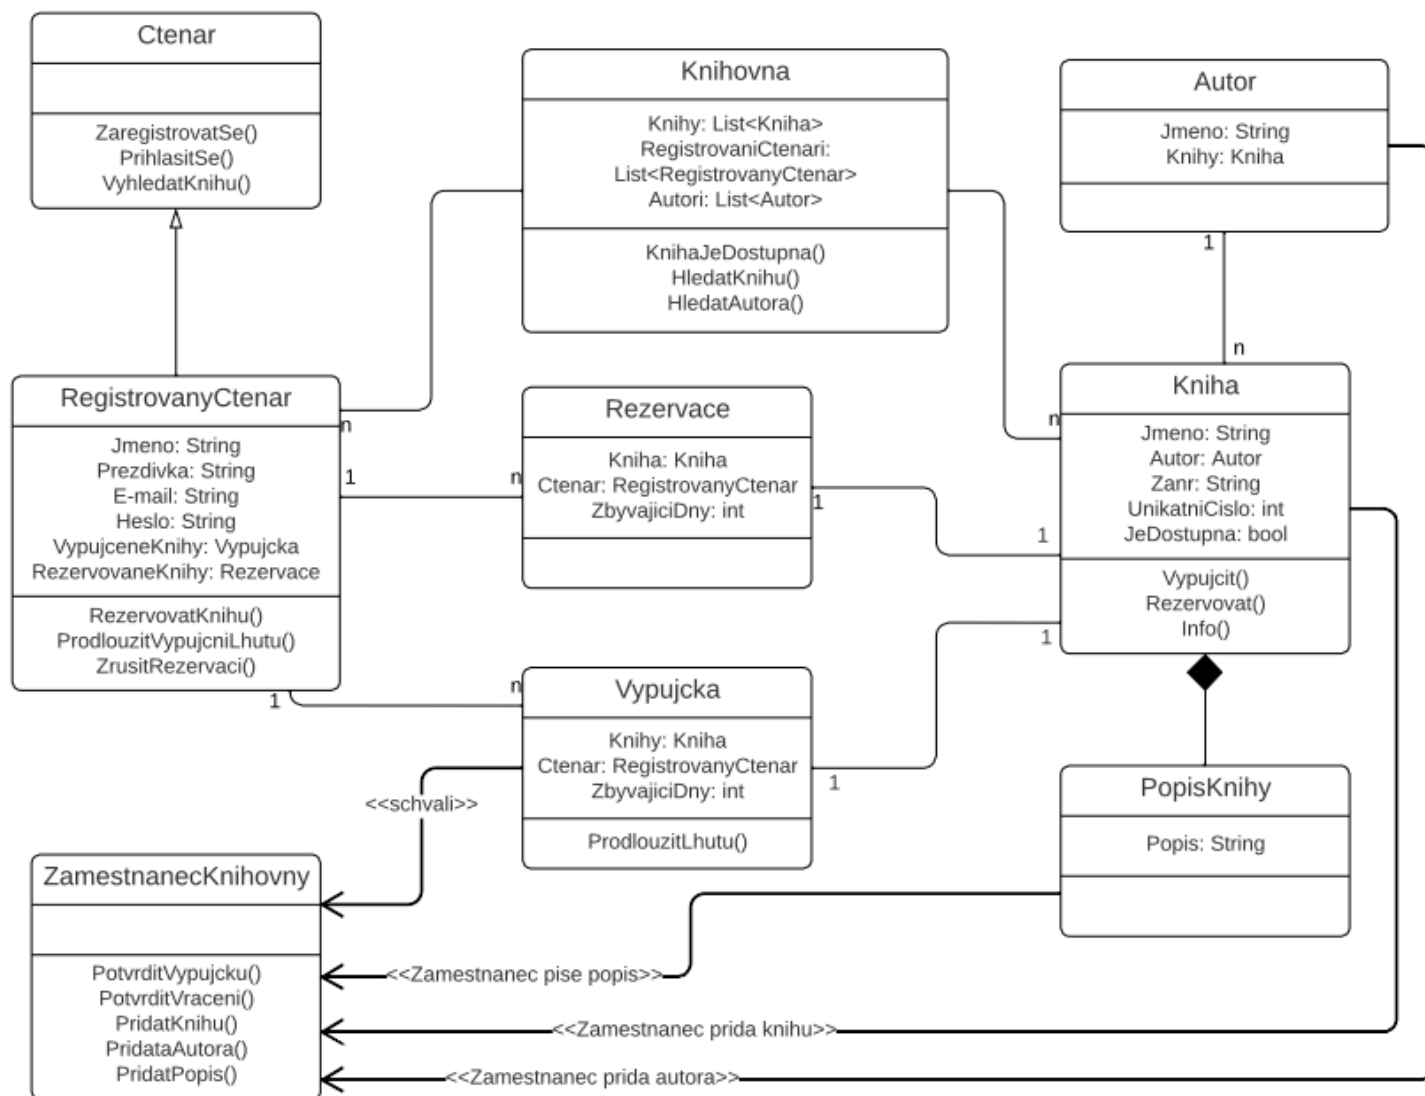 Ctenar
ZaregistrovatSe()
PrihlasitSe()
VyhledatKnihu()
Knihovna
Knihy: List<Kniha>
RegistrovaniCtenari:
List<RegistrovanyCtenar>
Autori: List<Autor>
KnihaJeDostupna()
HledatKnihu()
HledatAutora()
Autor
Jmeno: String
Knihy: Kniha
1
n
RegistrovanyCtenar
Jmeno: String
Prezdivka: String
E-mail: String
Heslo: String
VypujceneKnihy: Vypujcka
RezervovaneKnihy: Rezervace
RezervovatKnihu()
ProdlouzitVypujcniLhutu()
ZrusitRezervaci()
n
1
n
1
n
Rezervace
Kniha: Kniha
Ctenar: RegistrovanyCtenar
ZbyvajiciDny: int
1
1
n
Kniha
Jmeno: String
Autor: Autor
Zanr: String
UnikatniCislo: int
JeDostupna: bool
Vypujcit()
Rezervovat()
Info()
1
1
Vypujcka
Knihy: Kniha
Ctenar: RegistrovanyCtenar
ZbyvajiciDny: int
ProdlouzitLhutu()
<<schvali>>
PopisKnihy
Popis: String
ZamestnanecKnihovny
PotvrditVypujcku()
PotvrditVraceni()
PridatKnihu()
PridataAutora()
PridatPopis()
<<Zamestnanec pise popis>>
<<Zamestnanec prida knihu>>
<<Zamestnanec prida autora>>